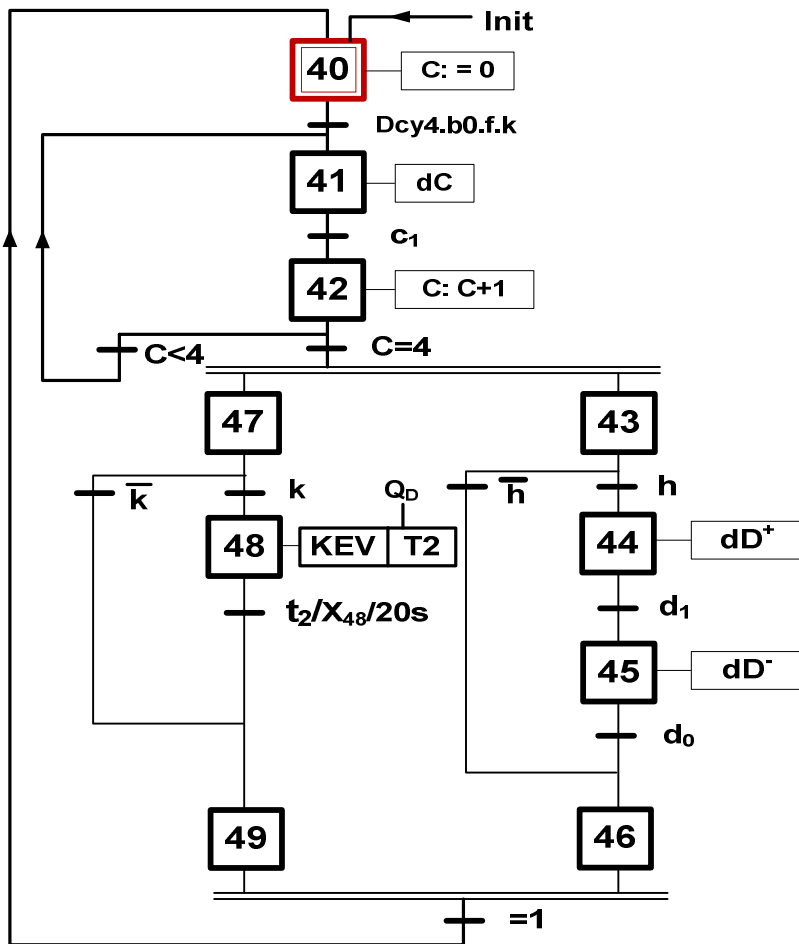 Init
40
C: = 0
Dcy4.b0.f.k
41
dC
c₁
42
C: C+1
C<4
C=4
47
43
k̅
k
Q_D
h̅
h
48
KEV
T2
44
dD⁺
t₂/X₄₈/20s
d₁
45
dD⁻
d₀
49
46
=1